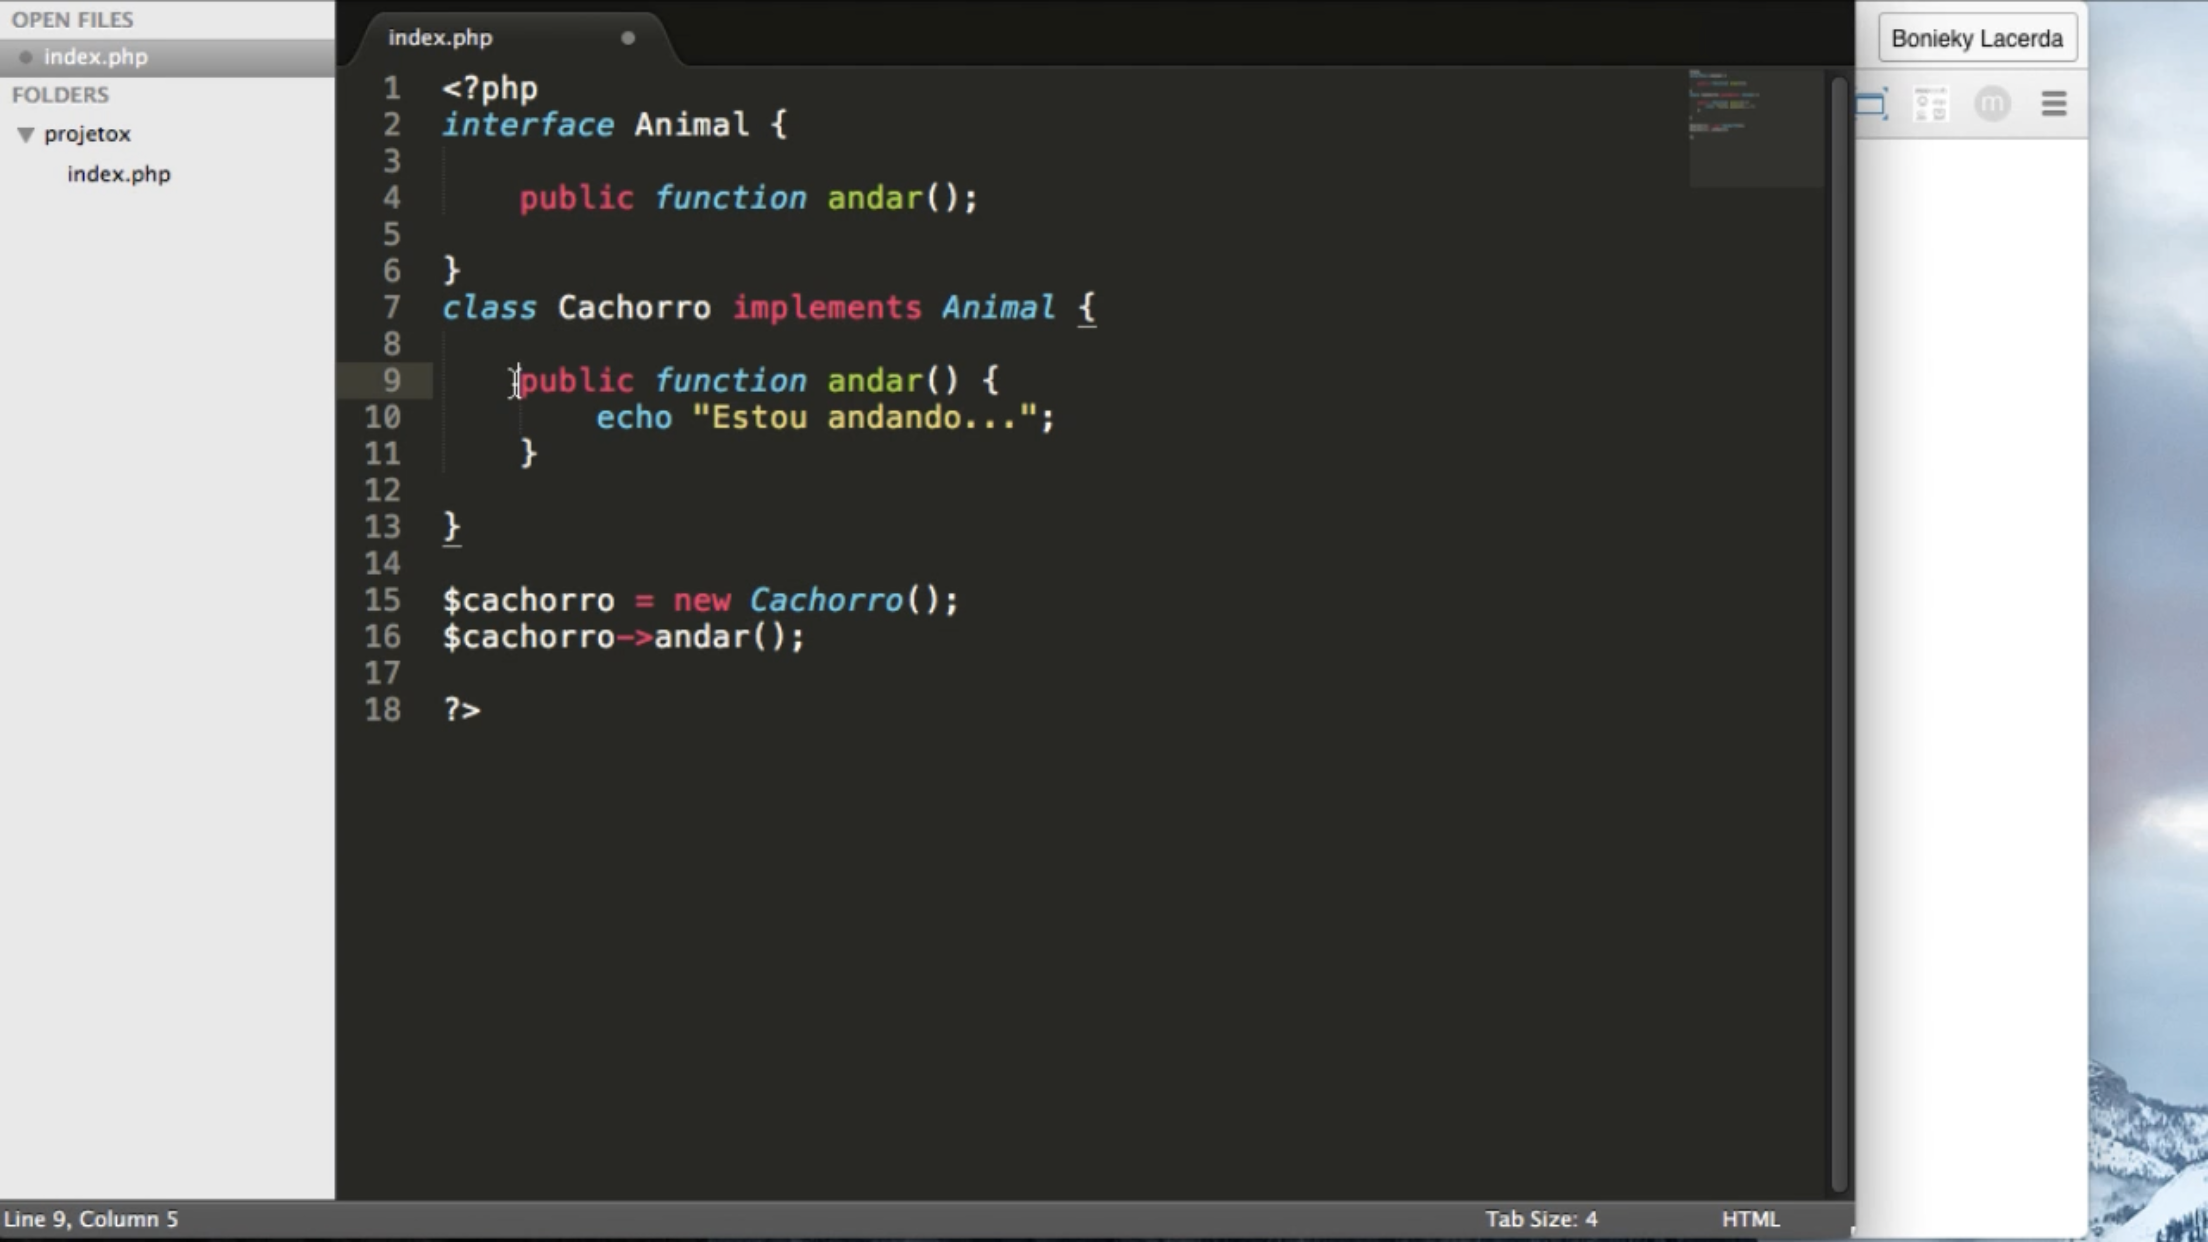 OPEN FILES
index.php
FOLDERS
projetox
index.php
index.php
Bonieky Lacerda
m
1 <?php
2 interface Animal {
3
4     public function andar();
5
6 }
7 class Cachorro implements Animal {
8
9     public function andar() {
10         echo "Estou andando...";
11     }
12
13 }
14
15 $cachorro = new Cachorro();
16 $cachorro->andar();
17
18 ?>
Line 9, Column 5
Tab Size: 4
HTML